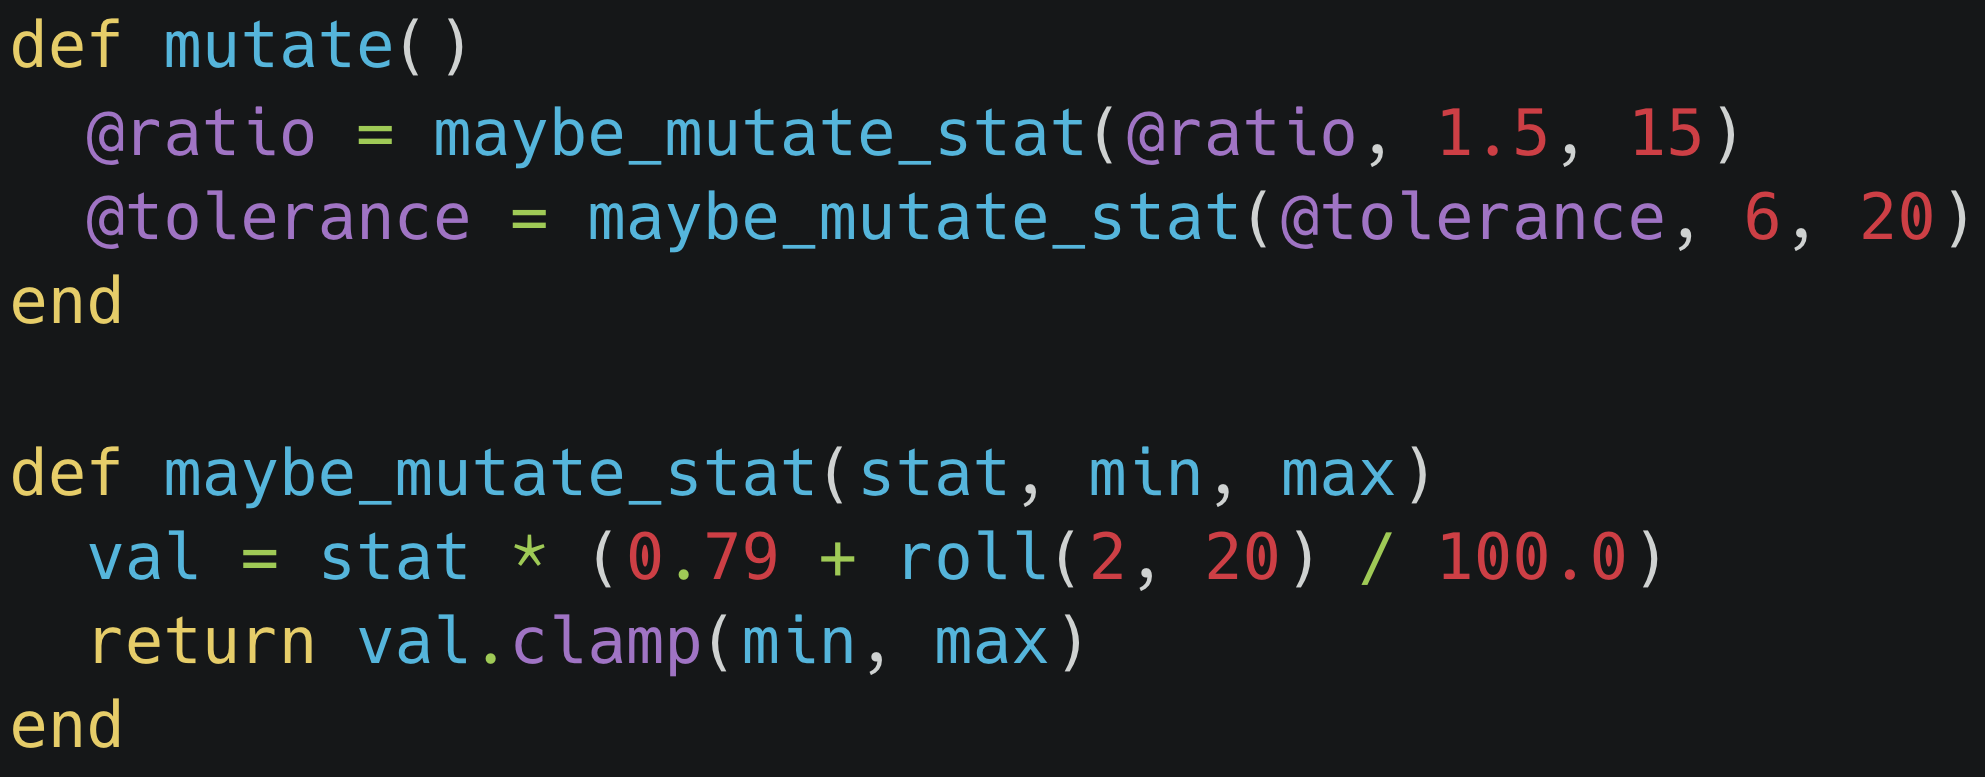 def mutate()
  @ratio = maybe_mutate_stat(@ratio, 1.5, 15)
  @tolerance = maybe_mutate_stat(@tolerance, 6, 20)
end

def maybe_mutate_stat(stat, min, max)
  val = stat * (0.79 + roll(2, 20) / 100.0)
  return val.clamp(min, max)
end